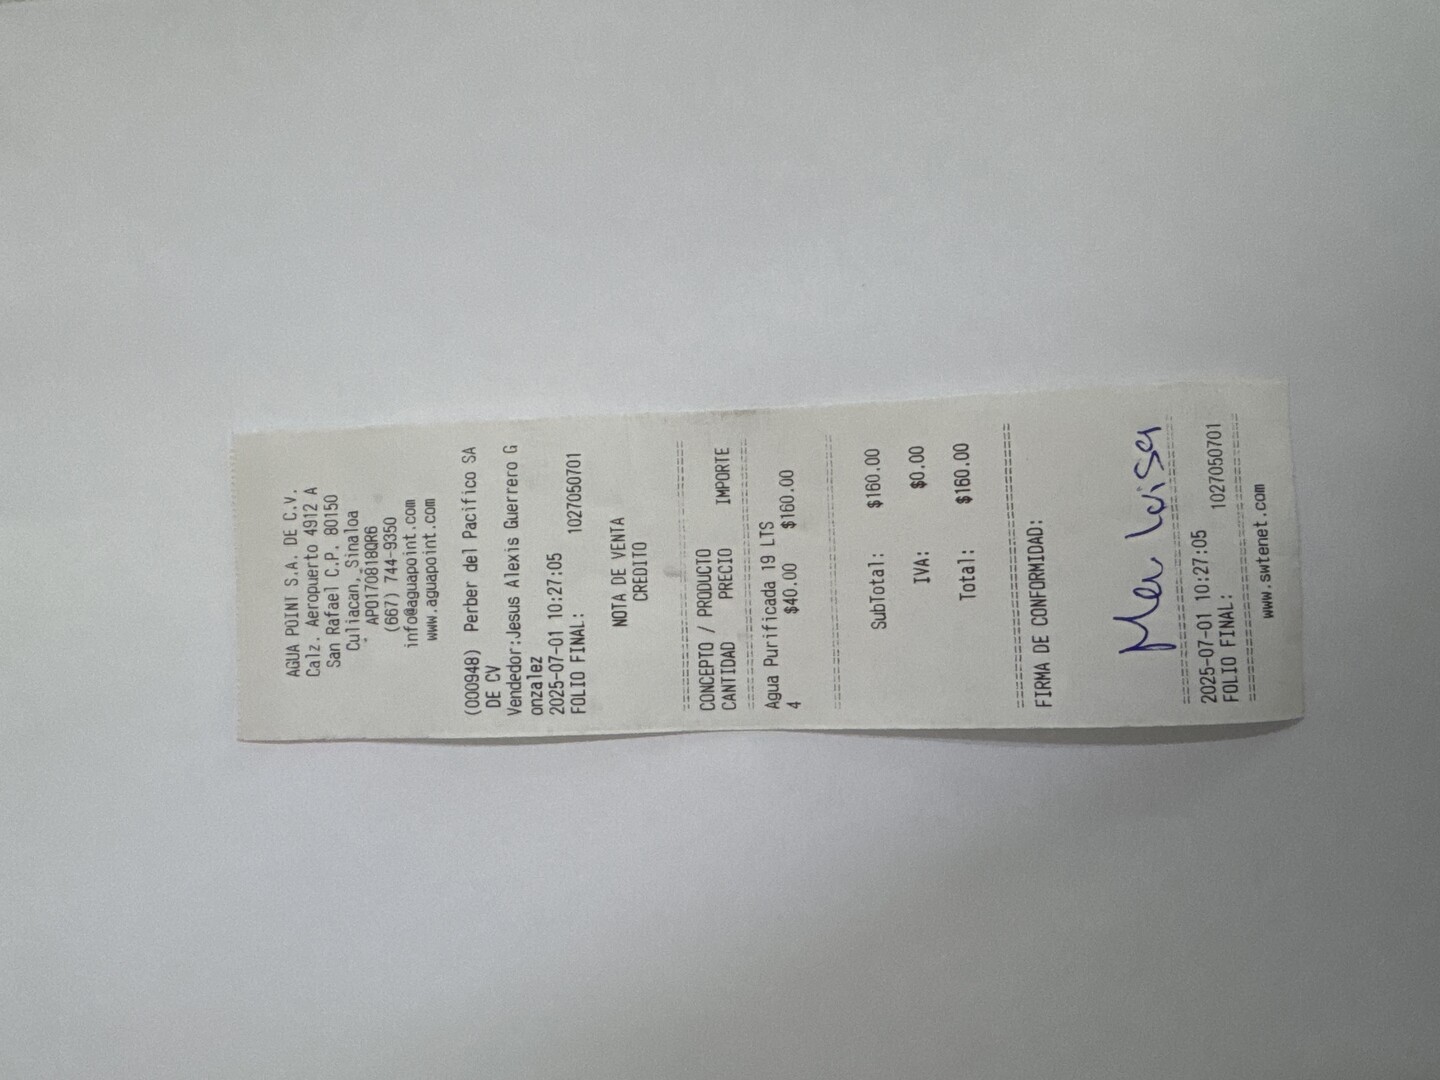 AGUA POINT S.A. DE C.V.
Calz. Aeropuerto 4912 A
San Rafael C.P. 80150
Culiacan, Sinaloa
APO170818QR6
(667) 744-9350
info@aguapoint.com
www.aguapoint.com
(000948) Perber del Pacifico SA
DE CV
Vendedor:Jesus Alexis Guerrero G
onzalez
2025-07-01 10:27:05
FOLIO FINAL: 1027050701
NOTA DE VENTA
CREDITO
================================
CONCEPTO / PRODUCTO
CANTIDAD PRECIO IMPORTE
================================
Agua Purificada 19 LTS
4 $40.00 $160.00
================================
SubTotal: $160.00
IVA: $0.00
Total: $160.00
================================
FIRMA DE CONFORMIDAD:
Luisa
================================
2025-07-01 10:27:05
FOLIO FINAL: 1027050701
================================
www.swtenet.com